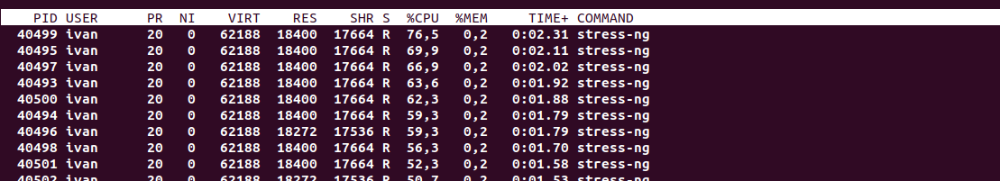 PID USER PR NI VIRT RES SHR S %CPU %MEM TIME+ COMMAND
40499 ivan 20 0 62188 18400 17664 R 76,5 0,2 0:02.31 stress-ng
40495 ivan 20 0 62188 18400 17664 R 69,9 0,2 0:02.11 stress-ng
40497 ivan 20 0 62188 18400 17664 R 66,9 0,2 0:02.02 stress-ng
40493 ivan 20 0 62188 18400 17664 R 63,6 0,2 0:01.92 stress-ng
40500 ivan 20 0 62188 18400 17664 R 62,3 0,2 0:01.88 stress-ng
40494 ivan 20 0 62188 18400 17664 R 59,3 0,2 0:01.79 stress-ng
40496 ivan 20 0 62188 18272 17536 R 59,3 0,2 0:01.79 stress-ng
40498 ivan 20 0 62188 18400 17664 R 56,3 0,2 0:01.70 stress-ng
40501 ivan 20 0 62188 18400 17664 R 52,3 0,2 0:01.58 stress-ng
40502 ivan 20 0 62188 18272 17536 R 50,7 0,2 0:01.53 stress-ng